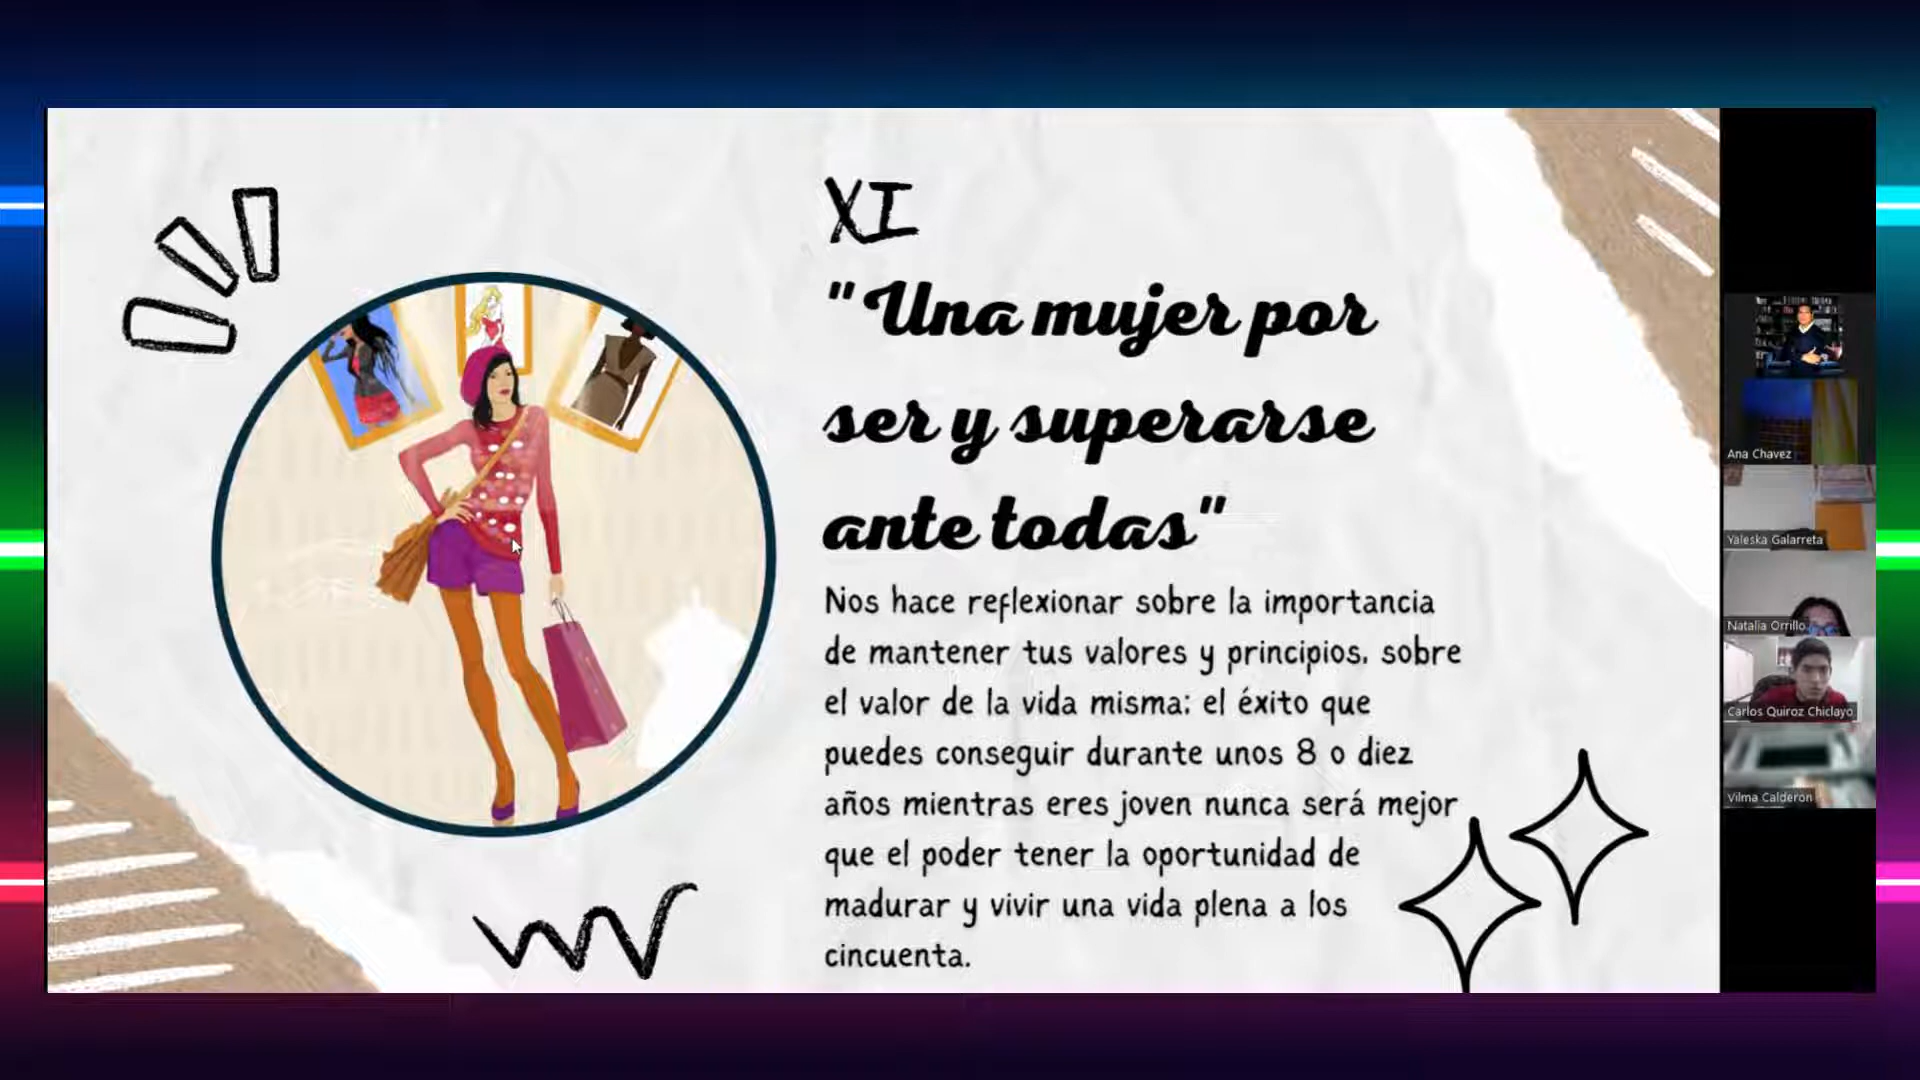 XI
"Una mujer por
ser y superarse
ante todas"
Nos hace reflexionar sobre la importancia
de mantener tus valores y principios, sobre
el valor de la vida misma; el éxito que
puedes conseguir durante unos 8 o diez
años mientras eres joven nunca será mejor
que el poder tener la oportunidad de
madurar y vivir una vida plena a los
cincuenta.
Ana Chavez
Yaleska Galarreta
Natalia Orrillo
Carlos Quiroz Chiclayo
Vilma Calderon